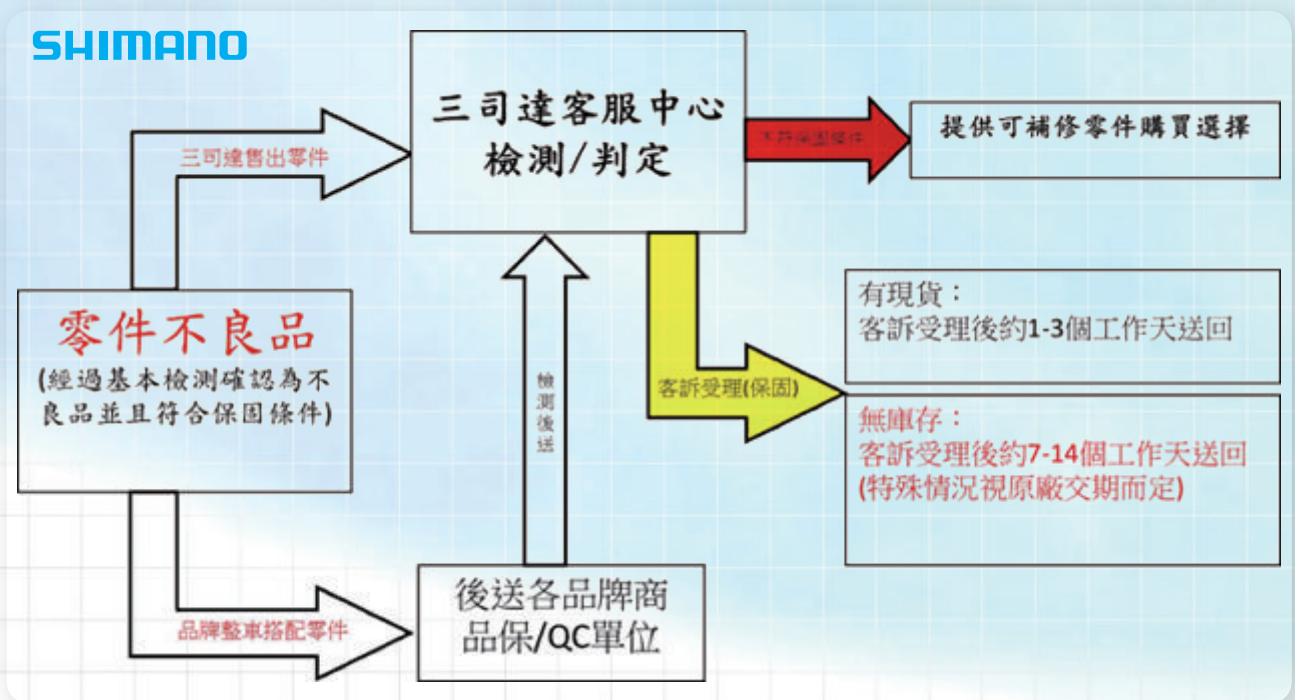 SHIMANO
三司達客服中心
檢測/判定
三司達售出零件
不符保固條件
提供可補修零件購買選擇
零件不良品
(經過基本檢測確認為不
良品並且符合保固條件)
檢測後送
客訴受理(保固)
有現貨：
客訴受理後約1-3個工作天送回
無庫存：
客訴受理後約7-14個工作天送回
(特殊情況視原廠交期而定)
品牌整車搭配零件
後送各品牌商
品保/QC單位